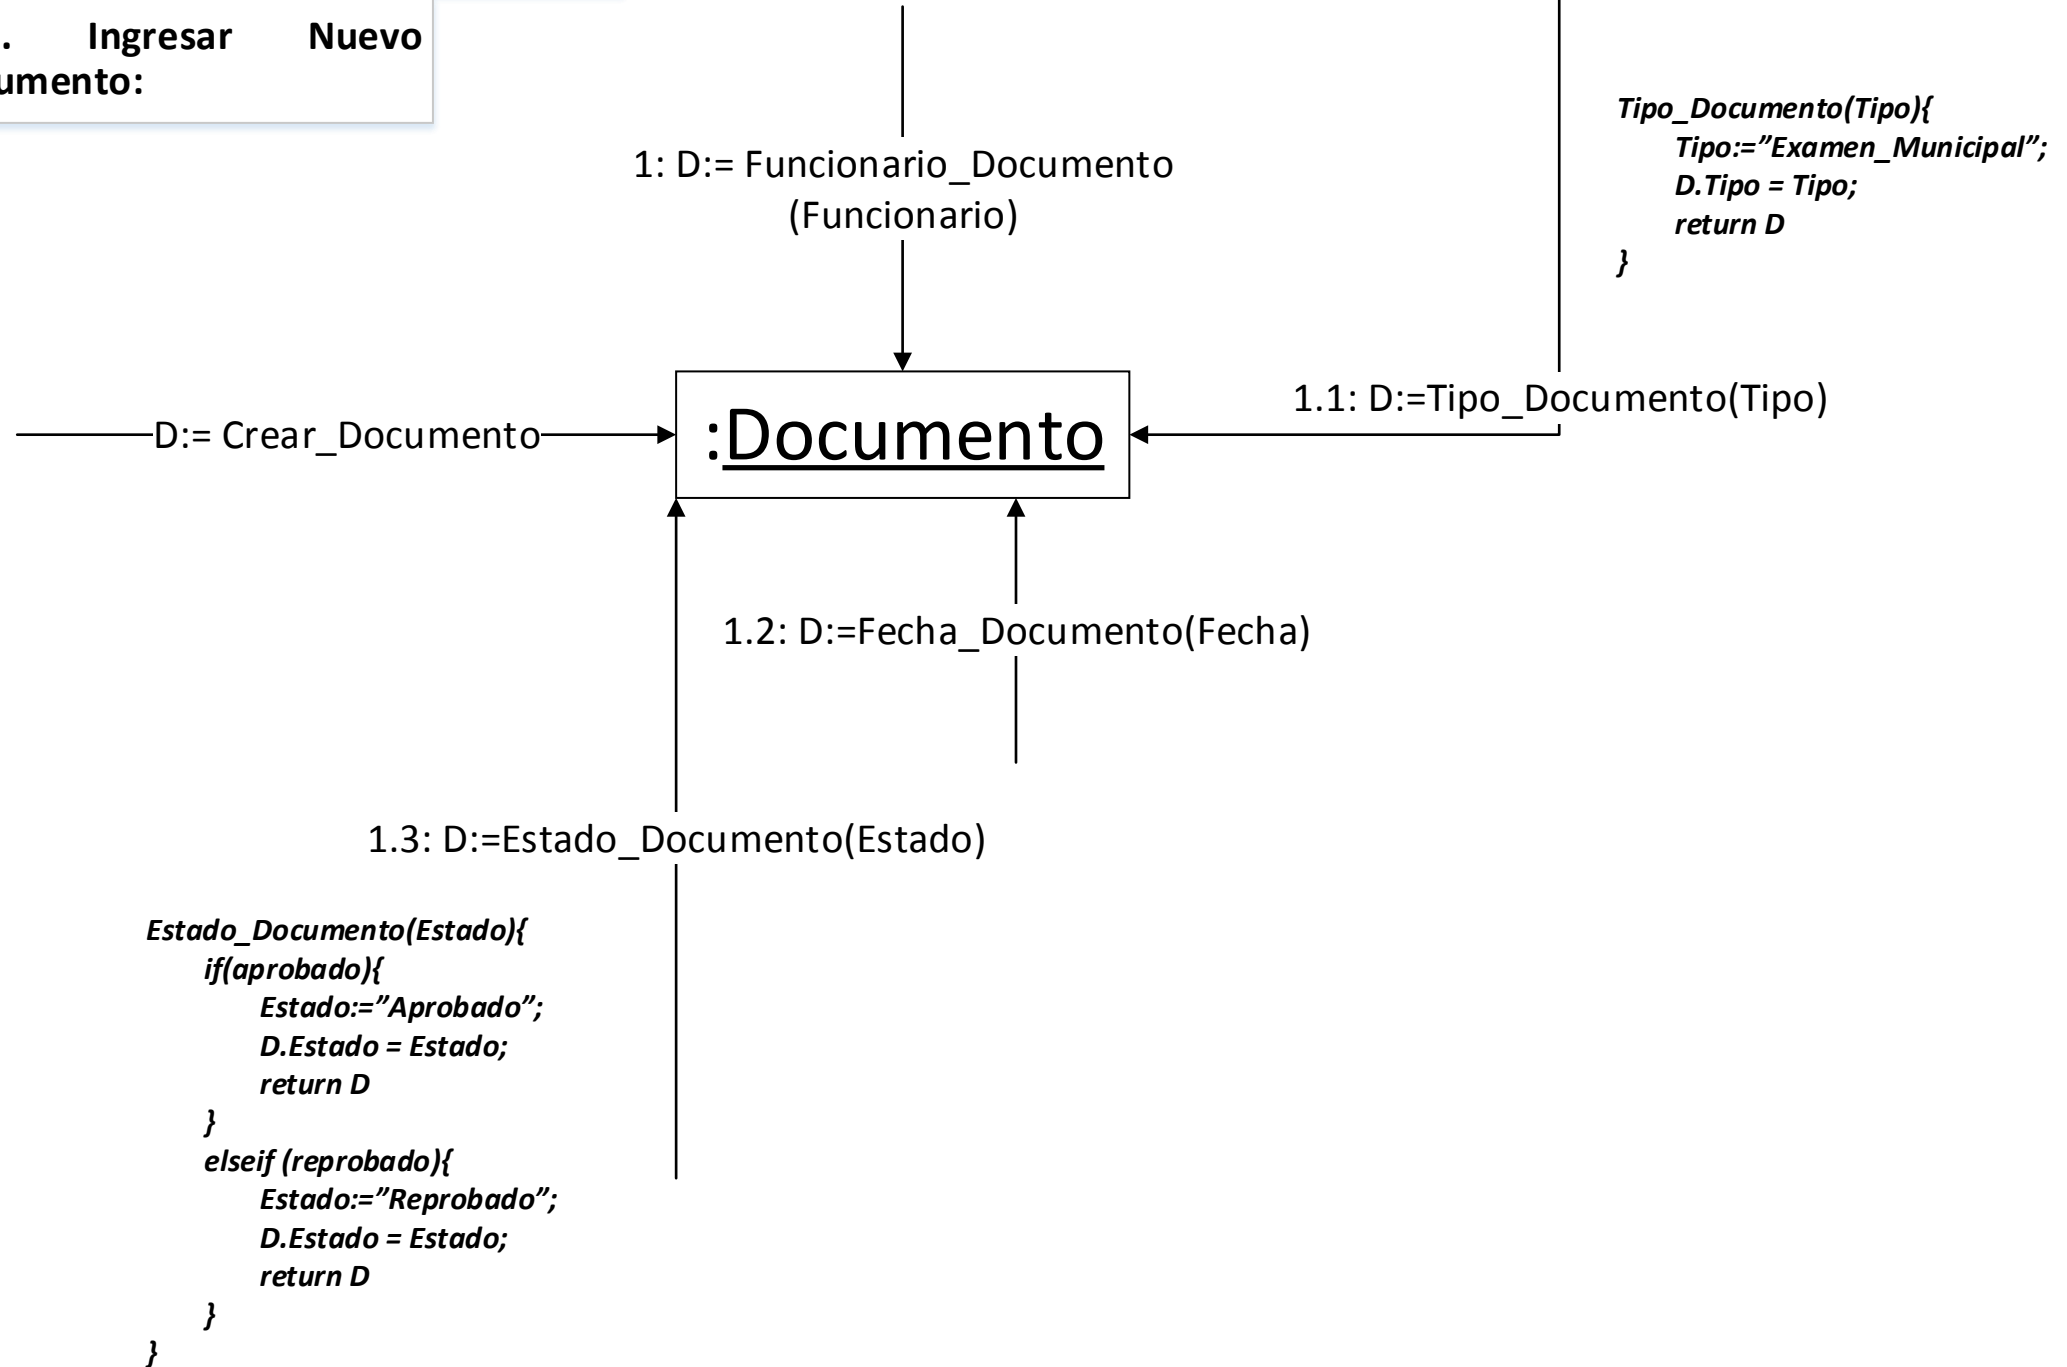 . Ingresar Nuevo
umento:
1: D:= Funcionario_Documento
(Funcionario)
Tipo_Documento(Tipo){
Tipo:=”Examen_Municipal”;
D.Tipo = Tipo;
return D
}
1.1: D:=Tipo_Documento(Tipo)
D:= Crear_Documento
:Documento
1.2: D:=Fecha_Documento(Fecha)
1.3: D:=Estado_Documento(Estado)
Estado_Documento(Estado){
if(aprobado){
Estado:=”Aprobado”;
D.Estado = Estado;
return D
}
elseif (reprobado){
Estado:=”Reprobado”;
D.Estado = Estado;
return D
}
}